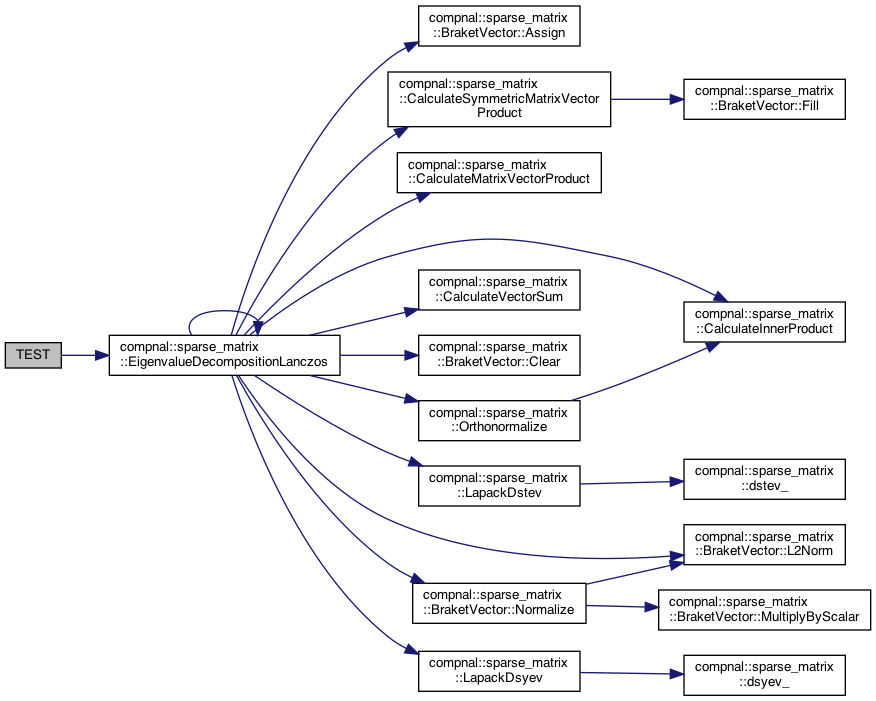 TEST
compnal::sparse_matrix
::EigenvalueDecompositionLanczos
compnal::sparse_matrix
::BraketVector::Assign
compnal::sparse_matrix
::CalculateSymmetricMatrixVector
Product
compnal::sparse_matrix
::BraketVector::Fill
compnal::sparse_matrix
::CalculateMatrixVectorProduct
compnal::sparse_matrix
::CalculateVectorSum
compnal::sparse_matrix
::CalculateInnerProduct
compnal::sparse_matrix
::BraketVector::Clear
compnal::sparse_matrix
::Orthonormalize
compnal::sparse_matrix
::LapackDstev
compnal::sparse_matrix
::dstev_
compnal::sparse_matrix
::BraketVector::L2Norm
compnal::sparse_matrix
::BraketVector::Normalize
compnal::sparse_matrix
::BraketVector::MultiplyByScalar
compnal::sparse_matrix
::LapackDsyev
compnal::sparse_matrix
::dsyev_